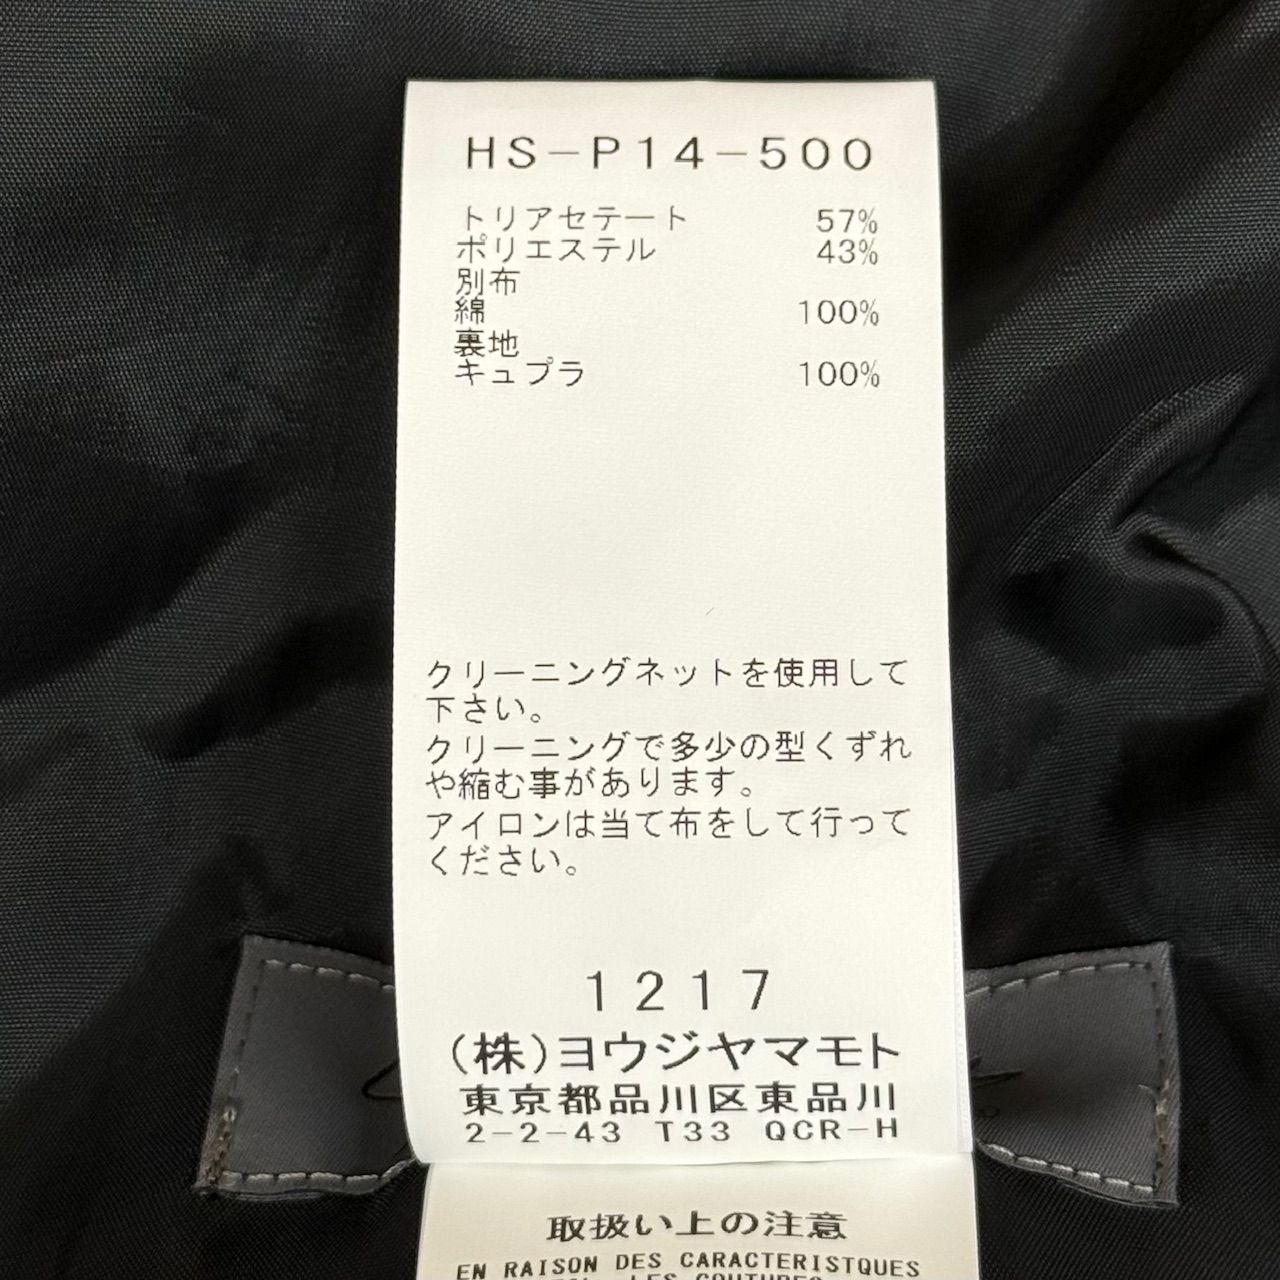 HS-P14-500
トリアセテート 57%
ポリエステル 43%
別布
綿 100%
裏地
キュプラ 100%
クリーニングネットを使用して
下さい。
クリーニングで多少の型くずれ
や縮む事があります。
アイロンは当て布をして行って
ください。
1217
(株)ヨウジヤマモト
東京都品川区東品川
2-2-43 T33 QCR-H
取扱い上の注意
EN RAISON DES CARACTERISTQUES
LES COUTURES